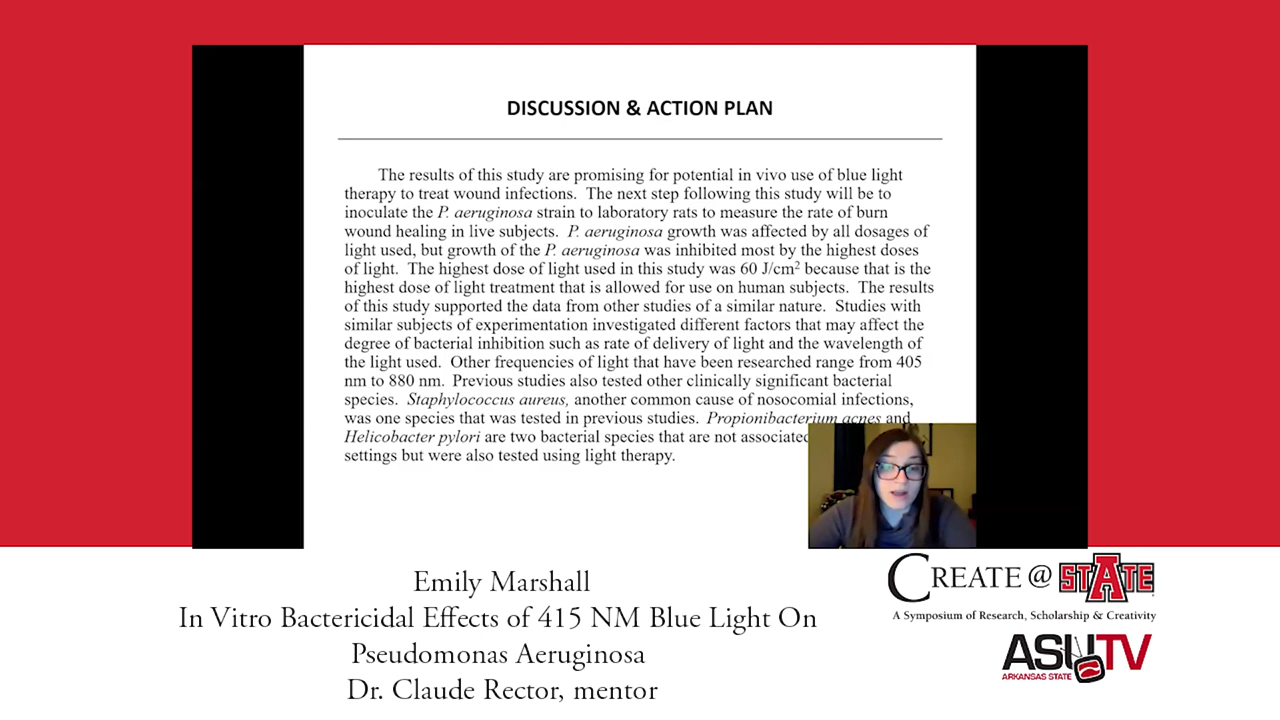 DISCUSSION & ACTION PLAN
The results of this study are promising for potential in vivo use of blue light
therapy to treat wound infections. The next step following this study will be to
inoculate the P. aeruginosa strain to laboratory rats to measure the rate of burn
wound healing in live subjects. P. aeruginosa growth was affected by all dosages of
light used, but growth of the P. aeruginosa was inhibited most by the highest doses
of light. The highest dose of light used in this study was 60 J/cm² because that is the
highest dose of light treatment that is allowed for use on human subjects. The results
of this study supported the data from other studies of a similar nature. Studies with
similar subjects of experimentation investigated different factors that may affect the
degree of bacterial inhibition such as rate of delivery of light and the wavelength of
the light used. Other frequencies of light that have been researched range from 405
nm to 880 nm. Previous studies also tested other clinically significant bacterial
species. Staphylococcus aureus, another common cause of nosocomial infections,
was one species that was tested in previous studies. Propionibacterium acnes and
Helicobacter pylori are two bacterial species that are not associated
settings but were also tested using light therapy.
Emily Marshall
In Vitro Bactericidal Effects of 415 NM Blue Light On
Pseudomonas Aeruginosa
Dr. Claude Rector, mentor
CREATE @ STATE
A Symposium of Research, Scholarship & Creativity
ASUTV
ARKANSAS STATE